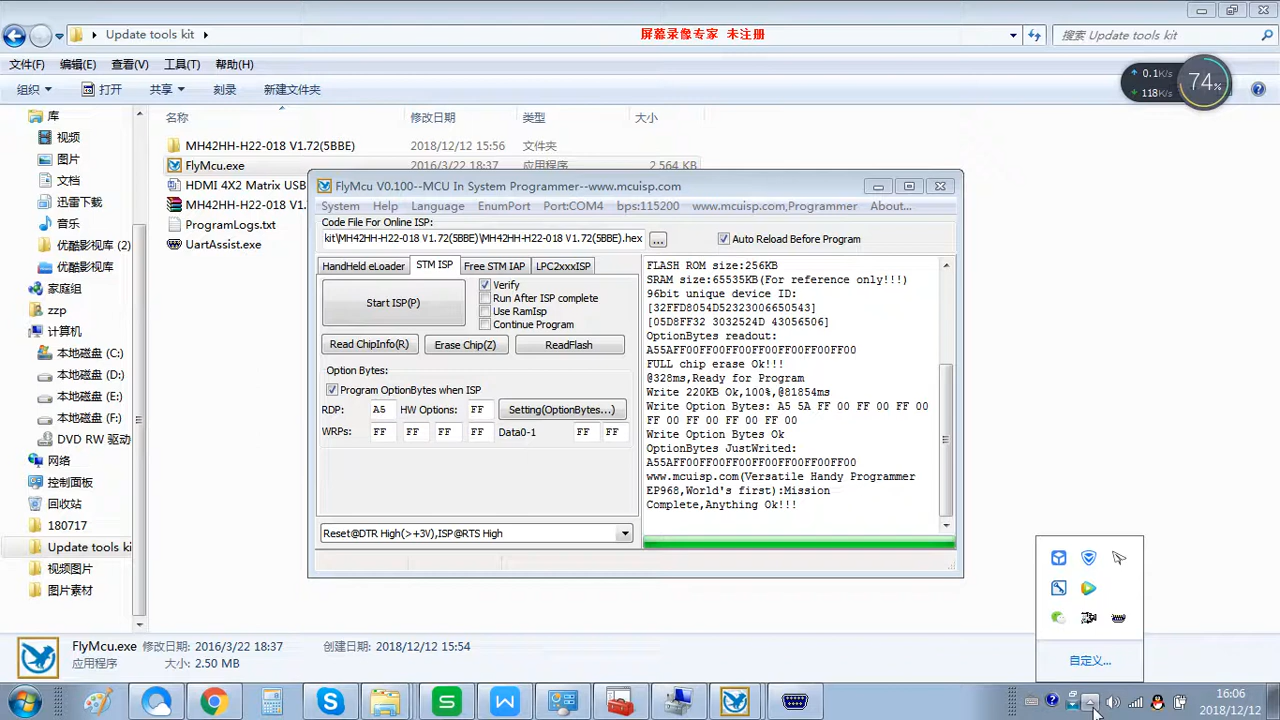 Update tools kit
屏幕录像专家 未注册
搜索 Update tools kit
文件(F) 编辑(E) 查看(V) 工具(T) 帮助(H)
0.1K/s
118K/s
74%
组织 打开 共享 刻录 新建文件夹
名称 修改日期 类型 大小
库
视频
图片
文档
迅雷下载
音乐
优酷影视库 (2)
优酷影视库
家庭组
zzp
计算机
本地磁盘 (C:)
本地磁盘 (D:)
本地磁盘 (E:)
本地磁盘 (F:)
DVD RW 驱动
网络
控制面板
回收站
180717
Update tools ki
视频图片
图片素材
MH42HH-H22-018 V1.72(5BBE) 2018/12/12 15:56 文件夹
FlyMcu.exe 2016/3/22 18:37 应用程序 2,564 KB
HDMI 4X2 Matrix USB
MH42HH-H22-018 V1.
ProgramLogs.txt
UartAssist.exe
FlyMcu V0.100--MCU In System Programmer--www.mcuisp.com
System Help Language EnumPort Port:COM4 bps:115200 www.mcuisp.com,Programmer About...
Code File For Online ISP:
kit\MH42HH-H22-018 V1.72(5BBE)\MH42HH-H22-018 V1.72(5BBE).hex ... Auto Reload Before Program
HandHeld eLoader STM ISP Free STM IAP LPC2xxxISP
Start ISP(P)
Verify
Run After ISP complete
Use RamIsp
Continue Program
Read ChipInfo(R) Erase Chip(Z) ReadFlash
Option Bytes:
Program OptionBytes when ISP
RDP: A5 HW Options: FF Setting(OptionBytes...)
WRPs: FF FF FF FF Data0-1 FF FF
Reset@DTR High(>+3V),ISP@RTS High
FLASH ROM size:256KB
SRAM size:65535KB(For reference only!!!)
96bit unique device ID:
[32FFD8054D52323006650543]
[05D8FF32 3032524D 43056506]
OptionBytes readout:
A55AFF00FF00FF00FF00FF00FF00FF00
FULL chip erase Ok!!!
@328ms,Ready for Program
Write 220KB Ok,100%,@81854ms
Write Option Bytes: A5 5A FF 00 FF 00 FF 00
FF 00 FF 00 FF 00 FF 00
Write Option Bytes Ok
OptionBytes JustWrited:
A55AFF00FF00FF00FF00FF00FF00FF00
www.mcuisp.com(Versatile Handy Programmer
EP968,World's first):Mission
Complete,Anything Ok!!!
自定义...
FlyMcu.exe 修改日期: 2016/3/22 18:37 创建日期: 2018/12/12 15:54
应用程序 大小: 2.50 MB
16:06
2018/12/12